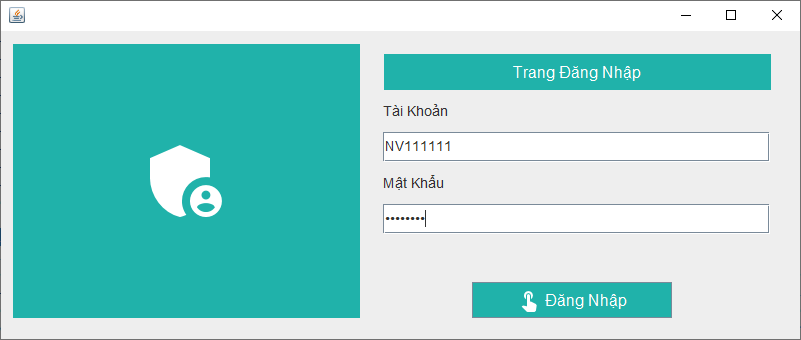 Trang Đăng Nhập
Tài Khoản
NV111111
Mật Khẩu
••••••••
Đăng Nhập